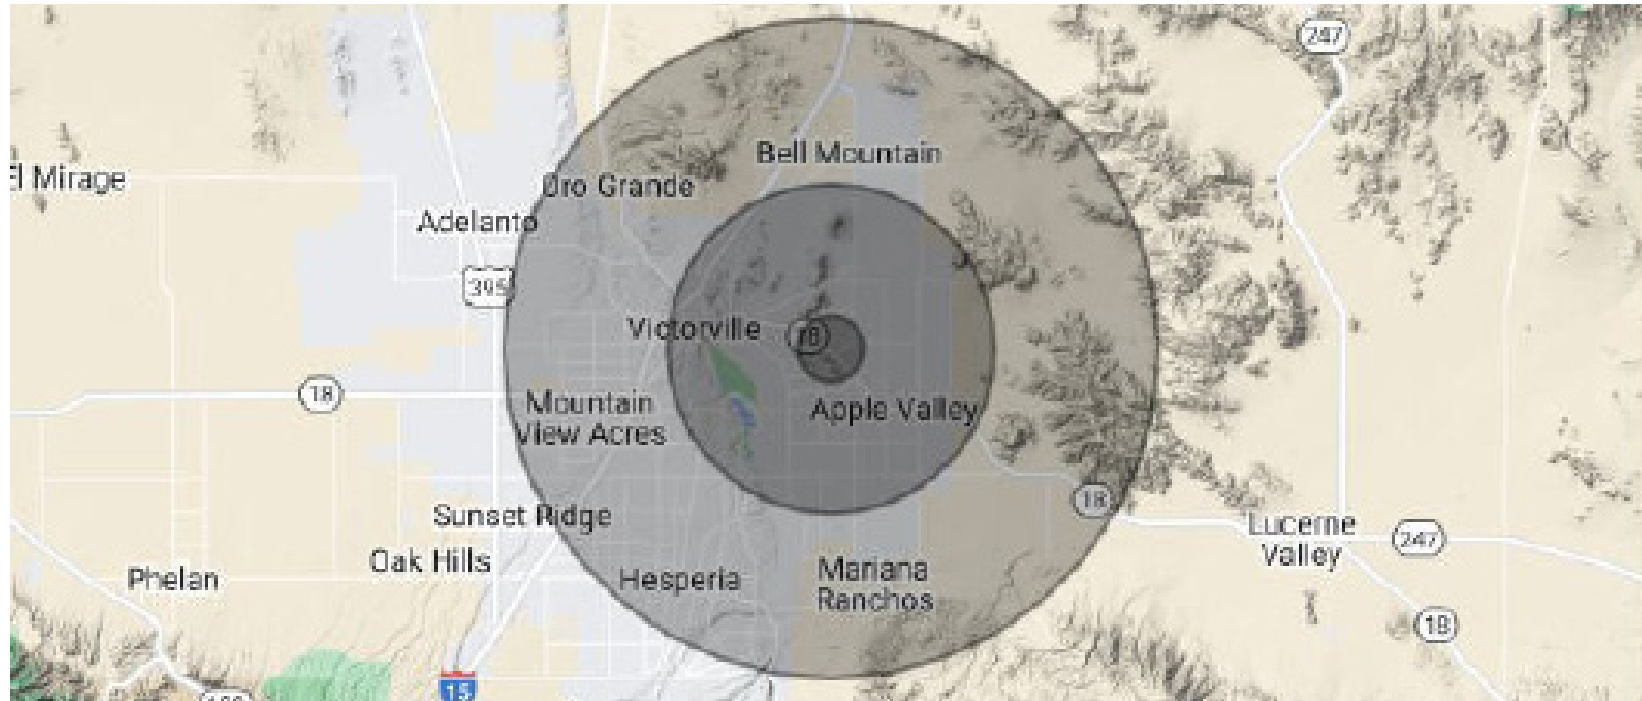 247
Bell Mountain
El Mirage
Oro Grande
Adelanto
395
Victorville
18
18
Mountain
View Acres
Apple Valley
18
Sunset Ridge
Lucerne
Valley
247
Oak Hills
Phelan
Hesperia
Mariana
Ranchos
18
15